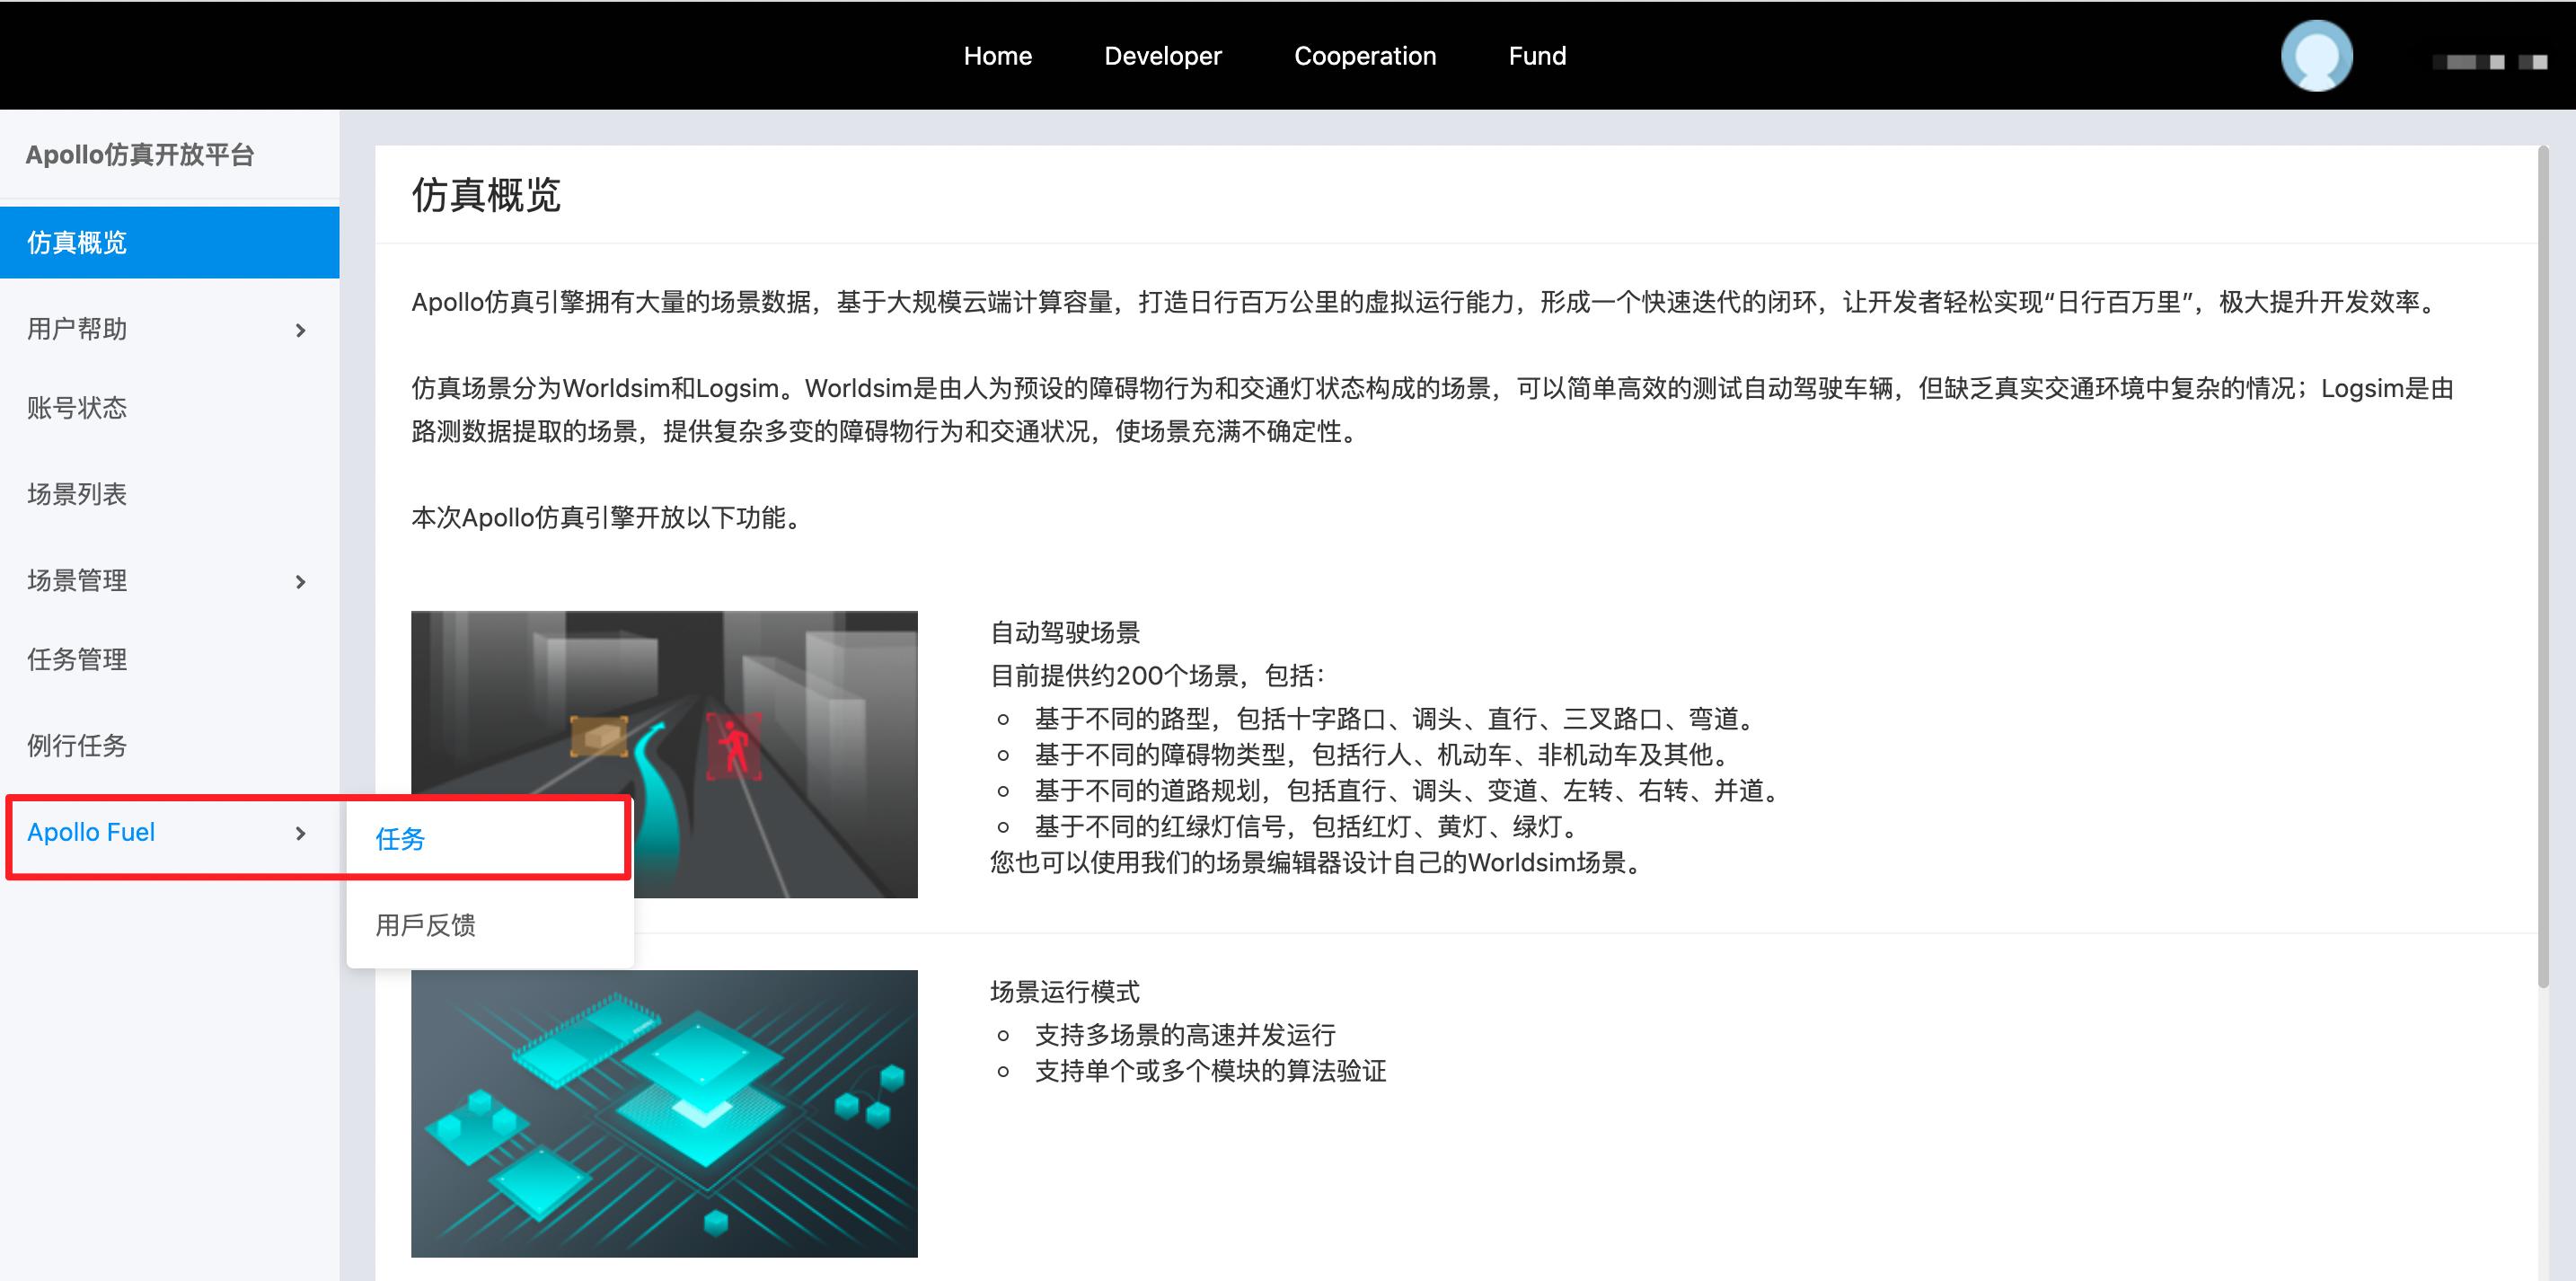 Home Developer Cooperation Fund
Apollo仿真开放平台
仿真概览
用户帮助
账号状态
场景列表
场景管理
任务管理
例行任务
Apollo Fuel
任务
用戶反馈
仿真概览
Apollo仿真引擎拥有大量的场景数据，基于大规模云端计算容量，打造日行百万公里的虚拟运行能力，形成一个快速迭代的闭环，让开发者轻松实现“日行百万里”，极大提升开发效率。
仿真场景分为Worldsim和Logsim。Worldsim是由人为预设的障碍物行为和交通灯状态构成的场景，可以简单高效的测试自动驾驶车辆，但缺乏真实交通环境中复杂的情况；Logsim是由
路测数据提取的场景，提供复杂多变的障碍物行为和交通状况，使场景充满不确定性。
本次Apollo仿真引擎开放以下功能。
自动驾驶场景
目前提供约200个场景，包括：
基于不同的路型，包括十字路口、调头、直行、三叉路口、弯道。
基于不同的障碍物类型，包括行人、机动车、非机动车及其他。
基于不同的道路规划，包括直行、调头、变道、左转、右转、并道。
基于不同的红绿灯信号，包括红灯、黄灯、绿灯。
您也可以使用我们的场景编辑器设计自己的Worldsim场景。
场景运行模式
支持多场景的高速并发运行
支持单个或多个模块的算法验证